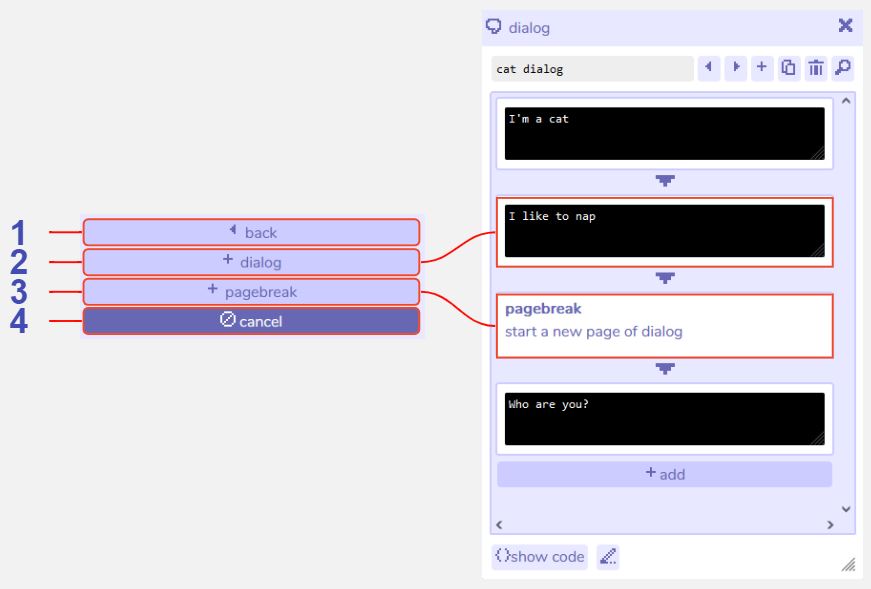 dialog
cat dialog
I'm a cat
1 back
I like to nap
2 + dialog
3 + pagebreak
pagebreak
4 cancel
start a new page of dialog
Who are you?
+ add
{}show code